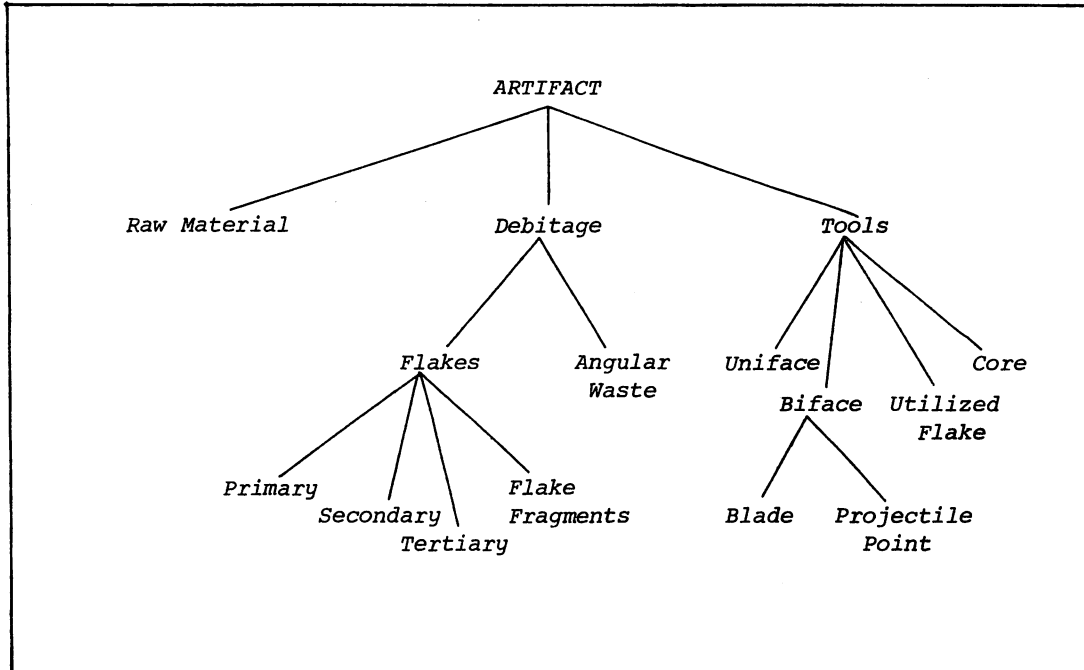 ARTIFACT
Raw Material
Debitage
Tools
Flakes
Angular
Waste
Uniface
Core
Biface
Utilized
Flake
Primary
Secondary
Tertiary
Flake
Fragments
Blade
Projectile
Point